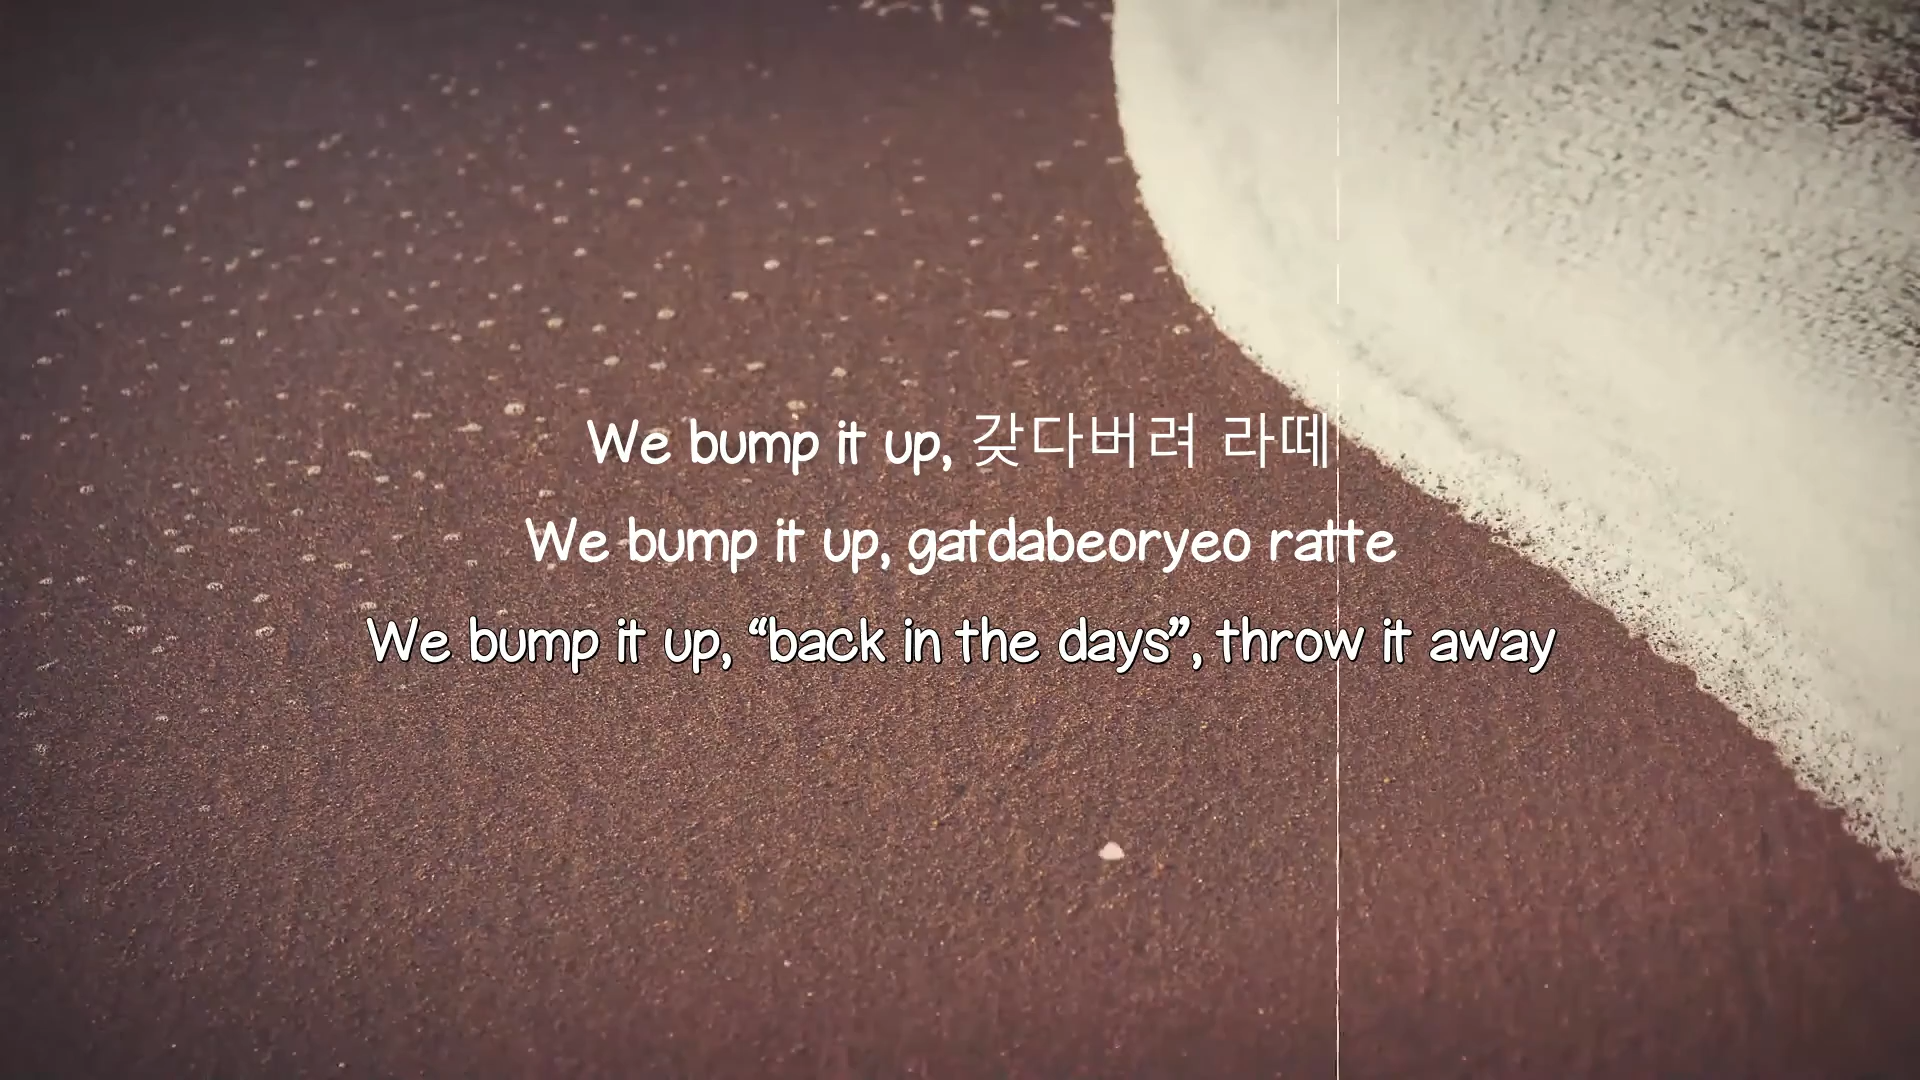 We bump it up, 갖다버려 라떼
We bump it up, gatdabeoryeo ratte
We bump it up, “back in the days”, throw it away